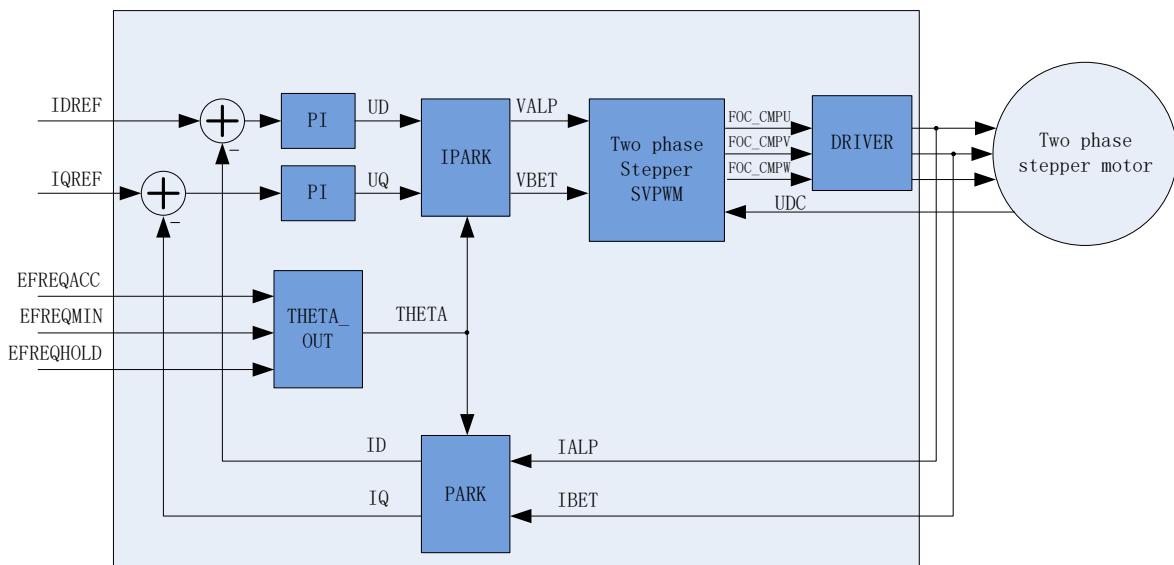 IDREF
PI
UD
IPARK
VALP
Two phase
Stepper
SVPWM
FOC_CMPU
FOC_CMPV
FOC_CMPW
DRIVER
Two phase
stepper motor
IQREF
PI
UQ
VBET
UDC
–
–
EFREQACC
EFREQMIN
EFREQHOLD
THETA_
OUT
THETA
ID
IQ
PARK
IALP
IBET